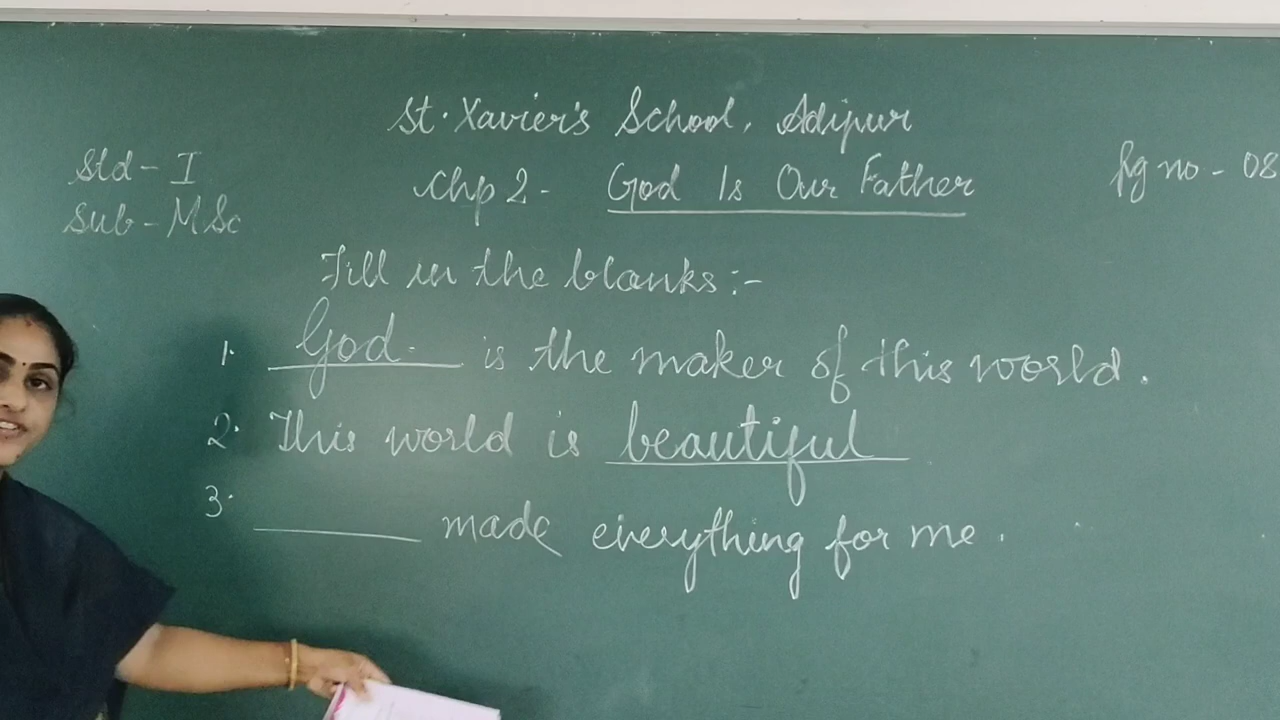 St. Xavier's School, Adipur
Std - I
Chp 2 - God Is Our Father
Pg no - 08
Sub - M Sc
Fill in the blanks :-
1. God. is the maker of this world.
2. This world is beautiful
3. ______ made everything for me.